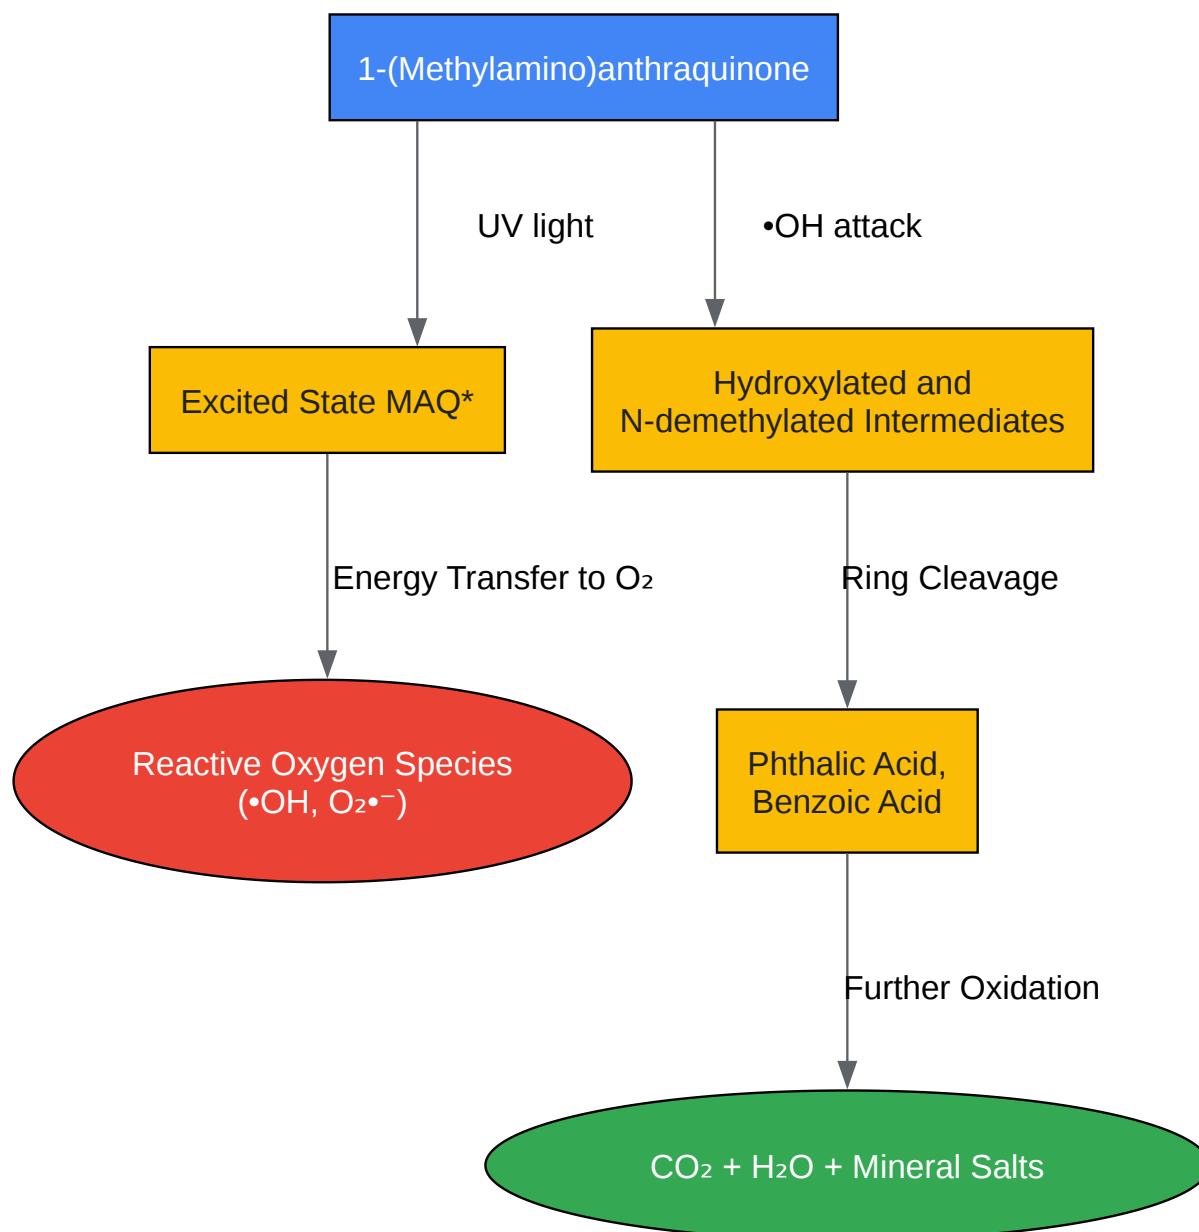 1-(Methylamino)anthraquinone
UV light
•OH attack
Excited State MAQ*
Hydroxylated and
N-demethylated Intermediates
Energy Transfer to O₂
Ring Cleavage
Reactive Oxygen Species
(•OH, O₂•⁻)
Phthalic Acid,
Benzoic Acid
Further Oxidation
CO₂ + H₂O + Mineral Salts